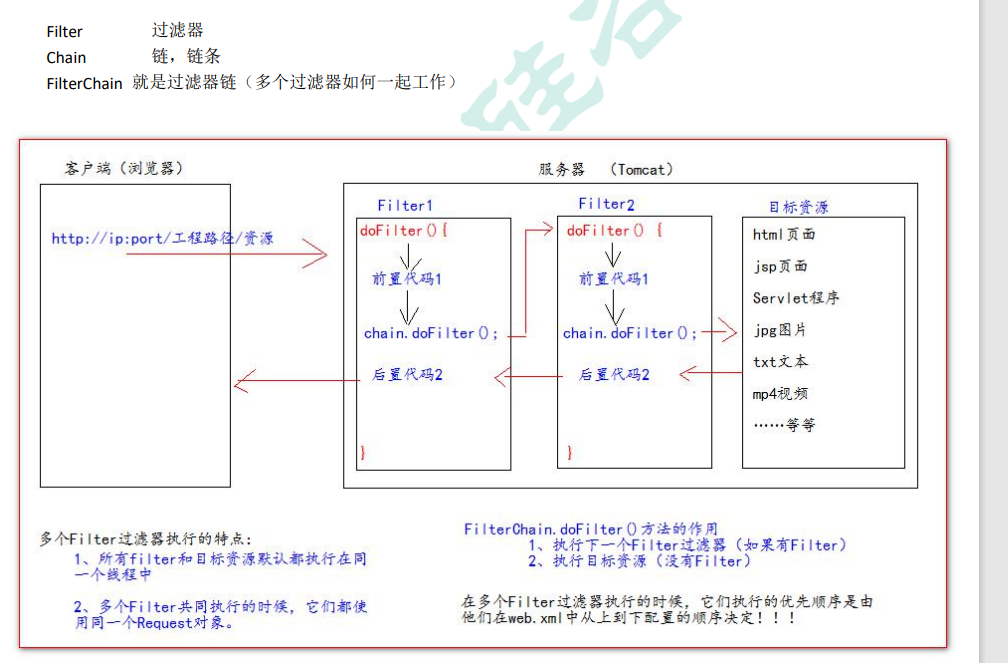 Filter 过滤器
Chain 链，链条
FilterChain 就是过滤器链（多个过滤器如何一起工作）
硅谷
客户端（浏览器）
http://ip:port/工程路径/资源
服务器 （Tomcat）
Filter1
doFilter(){
前置代码1
chain.doFilter();
后置代码2
}
Filter2
doFilter() {
前置代码1
chain.doFilter();
后置代码2
}
目标资源
html页面
jsp页面
Servlet程序
jpg图片
txt文本
mp4视频
……等等
多个Filter过滤器执行的特点:
1、所有filter和目标资源默认都执行在同
一个线程中
2、多个Filter共同执行的时候，它们都使
用同一个Request对象。
FilterChain.doFilter()方法的作用
1、执行下一个Filter过滤器（如果有Filter）
2、执行目标资源（没有Filter）
在多个Filter过滤器执行的时候，它们执行的优先顺序是由
他们在web.xml中从上到下配置的顺序决定！！！